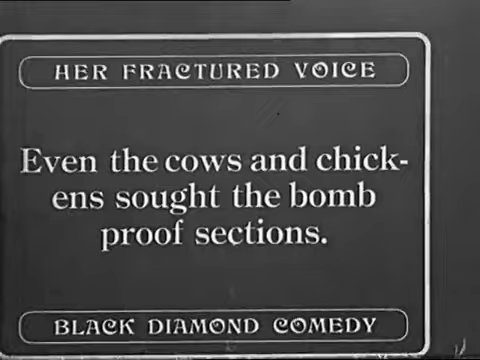 HER FRACTURED VOICE
Even the cows and chick-
ens sought the bomb
proof sections.
BLACK DIAMOND COMEDY